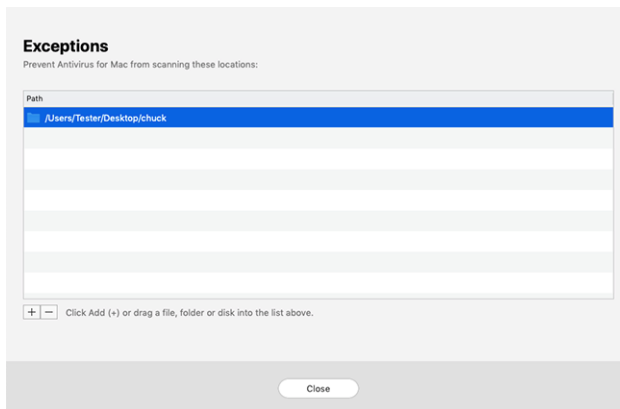 Exceptions
Prevent Antivirus for Mac from scanning these locations:
Path
/Users/Tester/Desktop/chuck
+ − Click Add (+) or drag a file, folder or disk into the list above.
Close